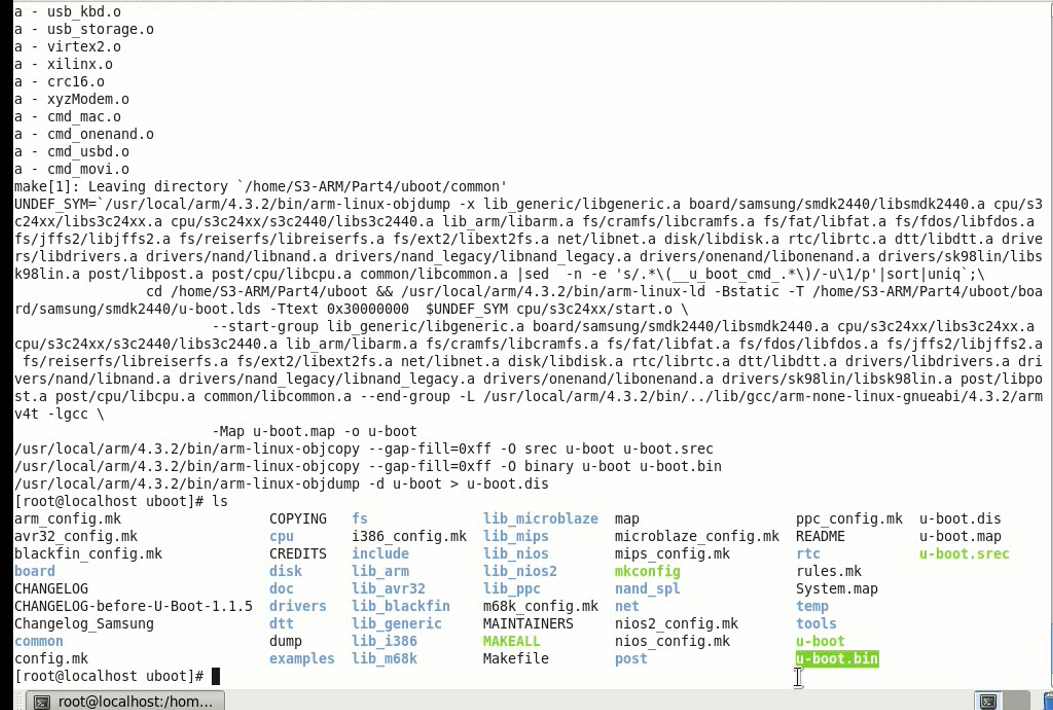 a - usb_kbd.o
a - usb_storage.o
a - virtex2.o
a - xilinx.o
a - crc16.o
a - xyzModem.o
a - cmd_mac.o
a - cmd_onenand.o
a - cmd_usbd.o
a - cmd_movi.o
make[1]: Leaving directory `/home/S3-ARM/Part4/uboot/common'
UNDEF_SYM=`/usr/local/arm/4.3.2/bin/arm-linux-objdump -x lib_generic/libgeneric.a board/samsung/smdk2440/libsmdk2440.a cpu/s3
c24xx/libs3c24xx.a cpu/s3c24xx/s3c2440/libs3c2440.a lib_arm/libarm.a fs/cramfs/libcramfs.a fs/fat/libfat.a fs/fdos/libfdos.a
fs/jffs2/libjffs2.a fs/reiserfs/libreiserfs.a fs/ext2/libext2fs.a net/libnet.a disk/libdisk.a rtc/librtc.a dtt/libdtt.a drive
rs/libdrivers.a drivers/nand/libnand.a drivers/nand_legacy/libnand_legacy.a drivers/onenand/libonenand.a drivers/sk98lin/libs
k98lin.a post/libpost.a post/cpu/libcpu.a common/libcommon.a |sed  -n -e 's/.*\(__u_boot_cmd_.*\)/-u\1/p'|sort|uniq`;\
cd /home/S3-ARM/Part4/uboot && /usr/local/arm/4.3.2/bin/arm-linux-ld -Bstatic -T /home/S3-ARM/Part4/uboot/boa
rd/samsung/smdk2440/u-boot.lds -Ttext 0x30000000  $UNDEF_SYM cpu/s3c24xx/start.o \
--start-group lib_generic/libgeneric.a board/samsung/smdk2440/libsmdk2440.a cpu/s3c24xx/libs3c24xx.a
cpu/s3c24xx/s3c2440/libs3c2440.a lib_arm/libarm.a fs/cramfs/libcramfs.a fs/fat/libfat.a fs/fdos/libfdos.a fs/jffs2/libjffs2.a
fs/reiserfs/libreiserfs.a fs/ext2/libext2fs.a net/libnet.a disk/libdisk.a rtc/librtc.a dtt/libdtt.a drivers/libdrivers.a dri
vers/nand/libnand.a drivers/nand_legacy/libnand_legacy.a drivers/onenand/libonenand.a drivers/sk98lin/libsk98lin.a post/libpo
st.a post/cpu/libcpu.a common/libcommon.a --end-group -L /usr/local/arm/4.3.2/bin/../lib/gcc/arm-none-linux-gnueabi/4.3.2/arm
v4t -lgcc \
-Map u-boot.map -o u-boot
/usr/local/arm/4.3.2/bin/arm-linux-objcopy --gap-fill=0xff -O srec u-boot u-boot.srec
/usr/local/arm/4.3.2/bin/arm-linux-objcopy --gap-fill=0xff -O binary u-boot u-boot.bin
/usr/local/arm/4.3.2/bin/arm-linux-objdump -d u-boot > u-boot.dis
[root@localhost uboot]# ls
arm_config.mk COPYING fs lib_microblaze map ppc_config.mk u-boot.dis
avr32_config.mk cpu i386_config.mk lib_mips microblaze_config.mk README u-boot.map
blackfin_config.mk CREDITS include lib_nios mips_config.mk rtc u-boot.srec
board disk lib_arm lib_nios2 mkconfig rules.mk
CHANGELOG doc lib_avr32 lib_ppc nand_spl System.map
CHANGELOG-before-U-Boot-1.1.5 drivers lib_blackfin m68k_config.mk net temp
Changelog_Samsung dtt lib_generic MAINTAINERS nios2_config.mk tools
common dump lib_i386 MAKEALL nios_config.mk u-boot
config.mk examples lib_m68k Makefile post u-boot.bin
[root@localhost uboot]#
root@localhost:/hom...